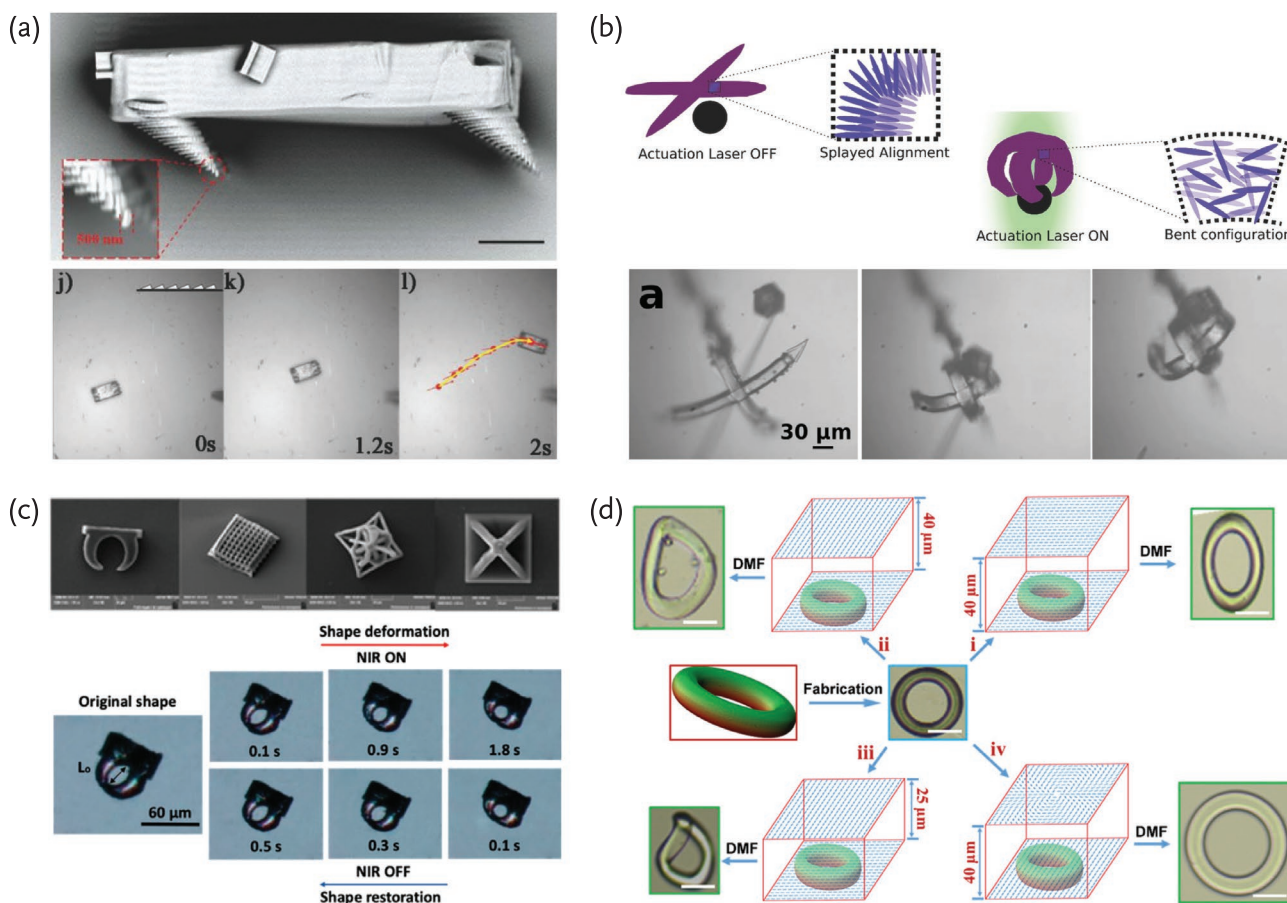 (a)
500 nm
j)
k)
l)
0s
1.2s
2s
(b)
Actuation Laser OFF
Splayed Alignment
Actuation Laser ON
Bent configuration
a
30 µm
(c)
Shape deformation
NIR ON
Original shape
L₀
60 µm
0.1 s
0.9 s
1.8 s
0.5 s
0.3 s
0.1 s
NIR OFF
Shape restoration
(d)
DMF
40 µm
40 µm
DMF
ii
i
Fabrication
iii
iv
DMF
25 µm
40 µm
DMF